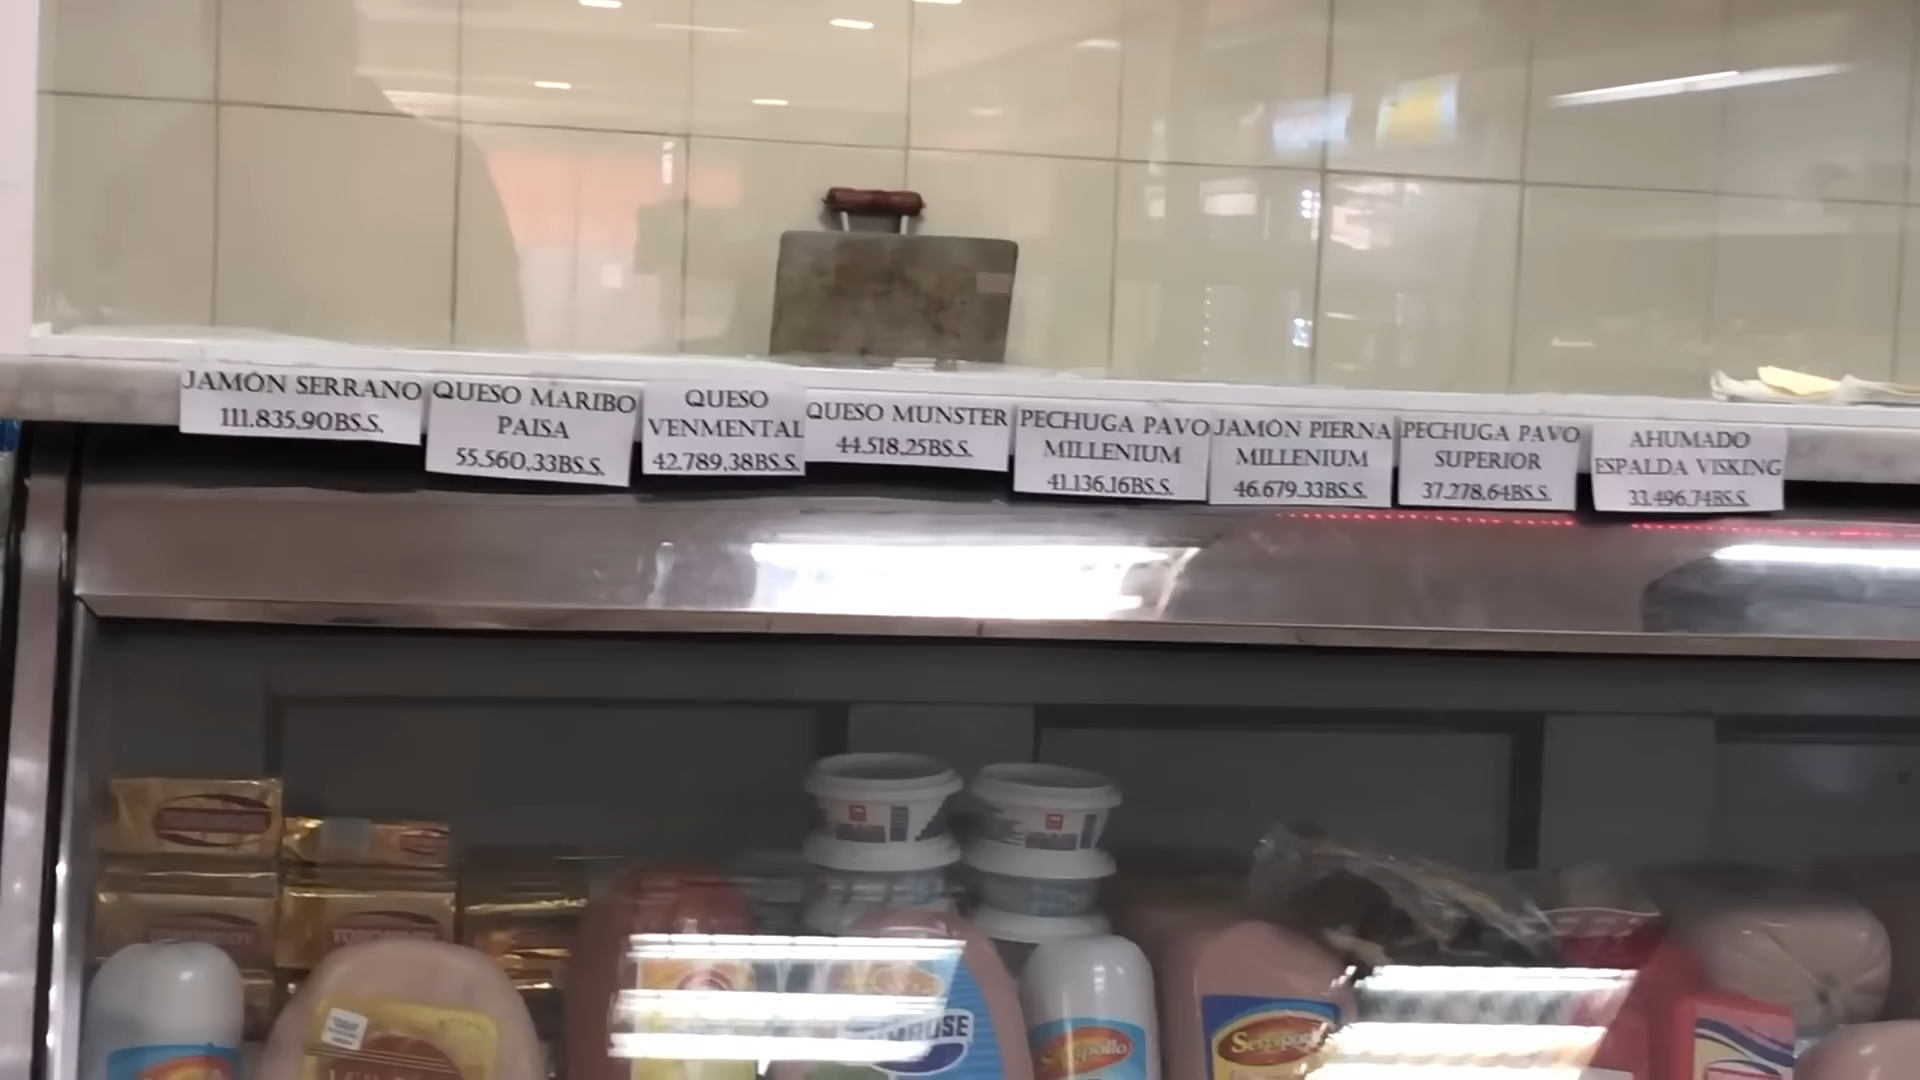 JAMÓN SERRANO
111.835,90BS.S.
QUESO MARIBO
PAISA
55.560,33BS.S.
QUESO
VENMENTAL
42.789,38BS.S.
QUESO MUNSTER
44.518,25BS.S.
PECHUGA PAVO
MILLENIUM
41.136,16BS.S.
JAMÓN PIERNA
MILLENIUM
46.679,33BS.S.
PECHUGA PAVO
SUPERIOR
37.278,64BS.S.
AHUMADO
ESPALDA VISKING
33.496,74BS.S.